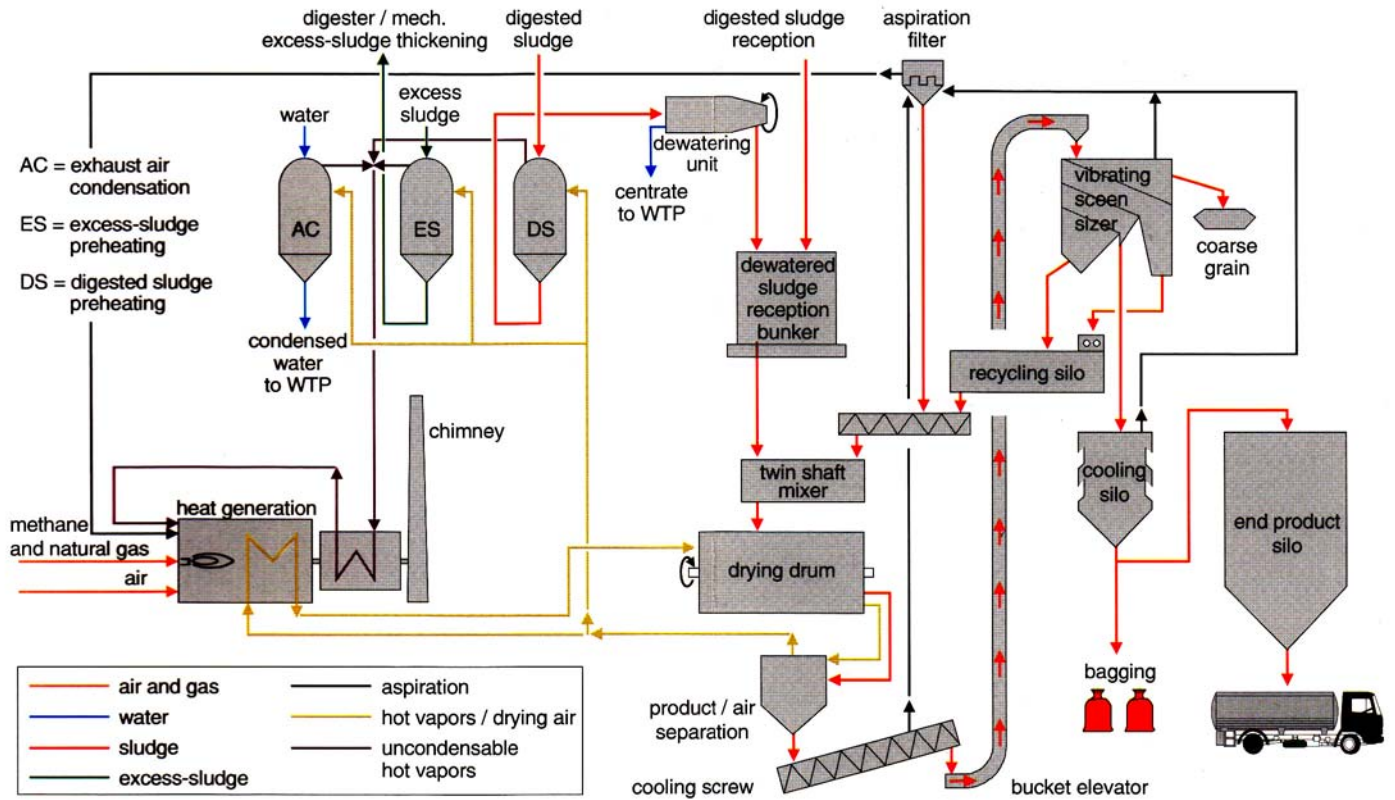 digester / mech.
excess-sludge thickening
digested
sludge
digested sludge
reception
aspiration
filter
water
excess
sludge
dewatering
unit
centrate
to WTP
AC = exhaust air
condensation
ES = excess-sludge
preheating
DS = digested sludge
preheating
AC
ES
DS
condensed
water
to WTP
dewatered
sludge
reception
bunker
vibrating
sceen
sizer
coarse
grain
recycling silo
chimney
twin shaft
mixer
cooling
silo
end product
silo
heat generation
methane
and natural gas
air
drying drum
product / air
separation
cooling screw
bucket elevator
bagging
air and gas
water
sludge
excess-sludge
aspiration
hot vapors / drying air
uncondensable
hot vapors